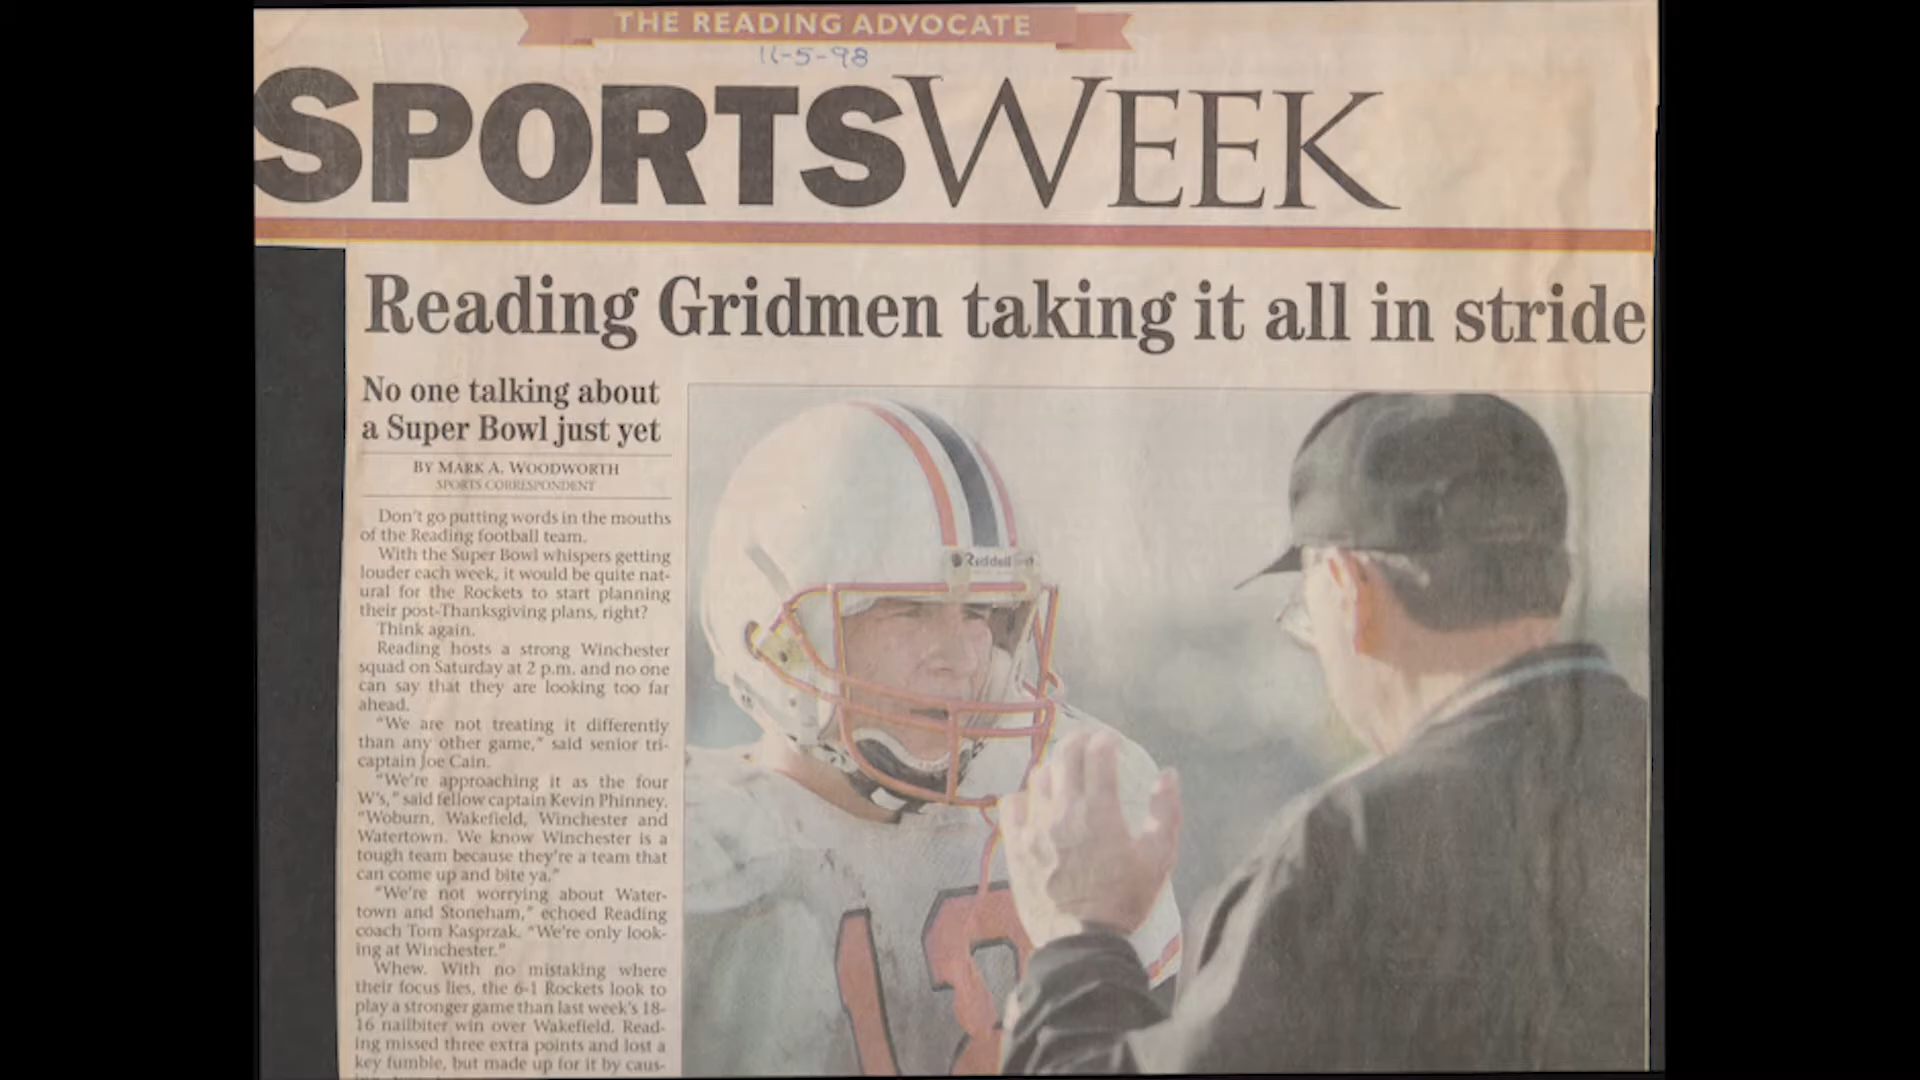 THE READING ADVOCATE
11-5-98
SPORTSWEEK
Reading Gridmen taking it all in stride
No one talking about
a Super Bowl just yet
BY MARK A. WOODWORTH
SPORTS CORRESPONDENT
Don't go putting words in the mouths
of the Reading football team.
With the Super Bowl whispers getting
louder each week, it would be quite nat-
ural for the Rockets to start planning
their post-Thanksgiving plans, right?
Think again.
Reading hosts a strong Winchester
squad on Saturday at 2 p.m. and no one
can say that they are looking too far
ahead.
"We are not treating it differently
than any other game," said senior tri-
captain Joe Cain.
"We're approaching it as the four
W's," said fellow captain Kevin Phinney.
"Woburn, Wakefield, Winchester and
Watertown. We know Winchester is a
tough team because they're a team that
can come up and bite ya."
"We're not worrying about Water-
town and Stoneham," echoed Reading
coach Tom Kasprzak. "We're only look-
ing at Winchester."
Whew. With no mistaking where
their focus lies, the 6-1 Rockets look to
play a stronger game than last week's 18-
16 nailbiter win over Wakefield. Read-
ing missed three extra points and lost a
key fumble, but made up for it by caus-
Riddell
18